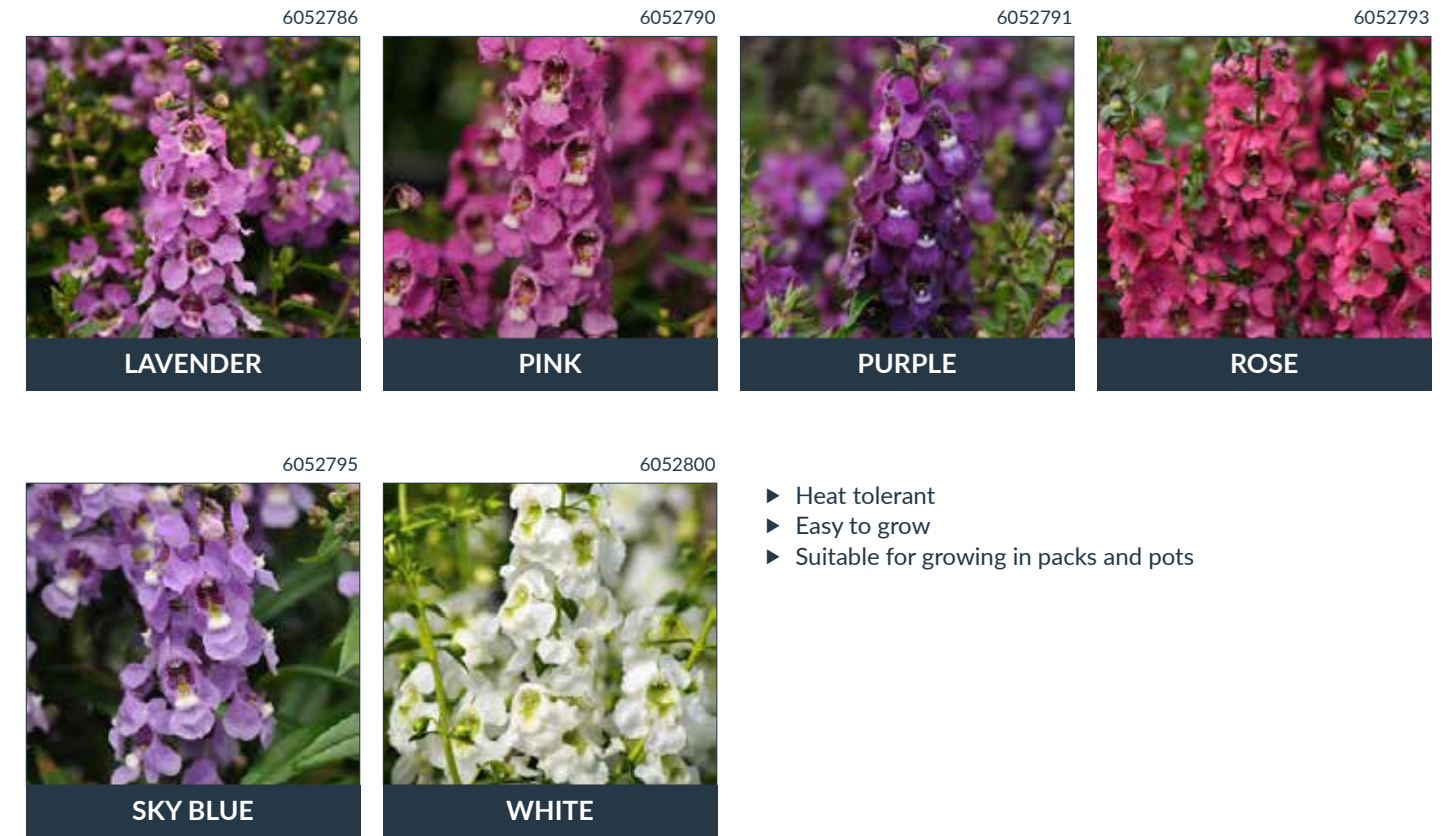 6052786
6052790
6052791
6052793
LAVENDER
PINK
PURPLE
ROSE
6052795
6052800
SKY BLUE
WHITE
▶ Heat tolerant
▶ Easy to grow
▶ Suitable for growing in packs and pots